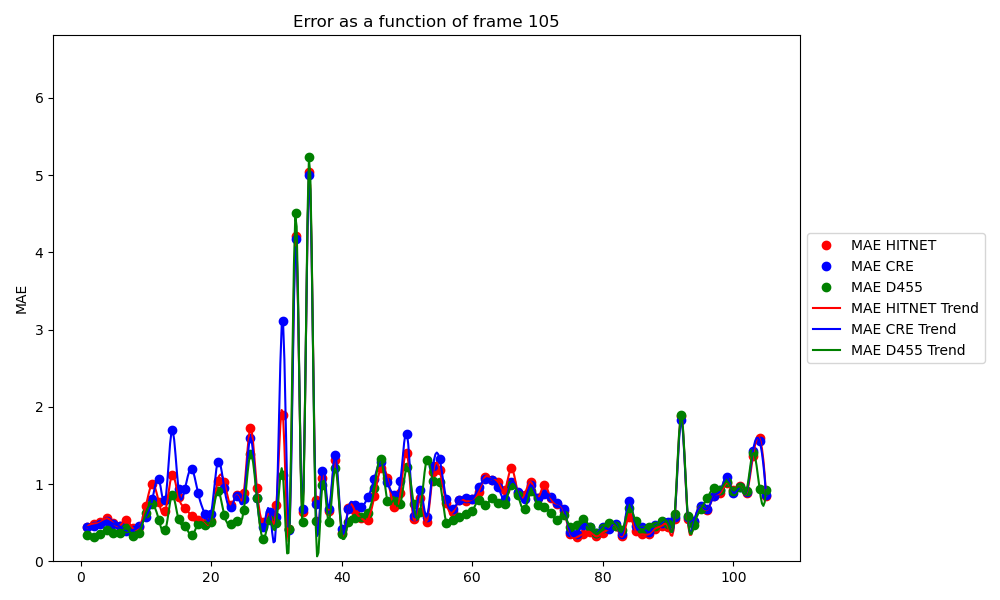 Error as a function of frame 105
MAE
6
5
4
3
2
1
0
0
20
40
60
80
100
MAE HITNET
MAE CRE
MAE D455
MAE HITNET Trend
MAE CRE Trend
MAE D455 Trend